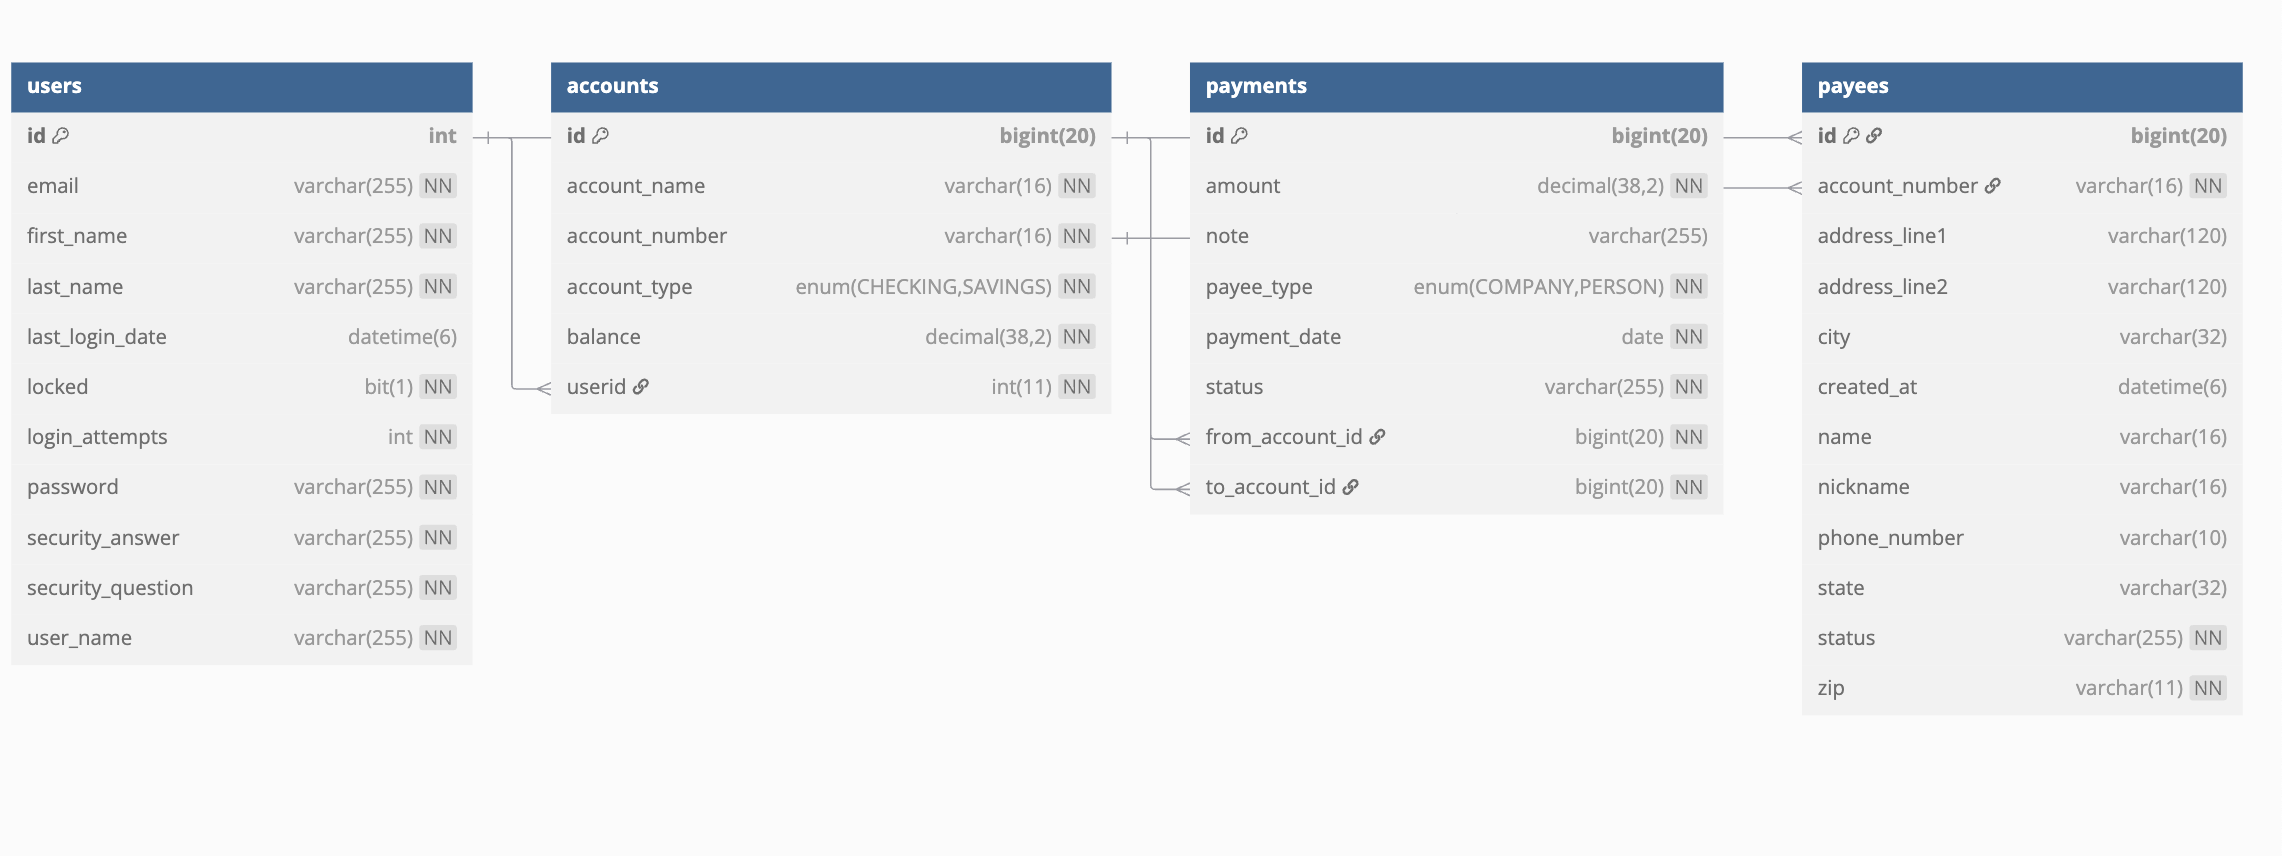 users
id int
email varchar(255) NN
first_name varchar(255) NN
last_name varchar(255) NN
last_login_date datetime(6)
locked bit(1) NN
login_attempts int NN
password varchar(255) NN
security_answer varchar(255) NN
security_question varchar(255) NN
user_name varchar(255) NN
accounts
id bigint(20)
account_name varchar(16) NN
account_number varchar(16) NN
account_type enum(CHECKING,SAVINGS) NN
balance decimal(38,2) NN
userid int(11) NN
payments
id bigint(20)
amount decimal(38,2) NN
note varchar(255)
payee_type enum(COMPANY,PERSON) NN
payment_date date NN
status varchar(255) NN
from_account_id bigint(20) NN
to_account_id bigint(20) NN
payees
id bigint(20)
account_number varchar(16) NN
address_line1 varchar(120)
address_line2 varchar(120)
city varchar(32)
created_at datetime(6)
name varchar(16)
nickname varchar(16)
phone_number varchar(10)
state varchar(32)
status varchar(255) NN
zip varchar(11) NN